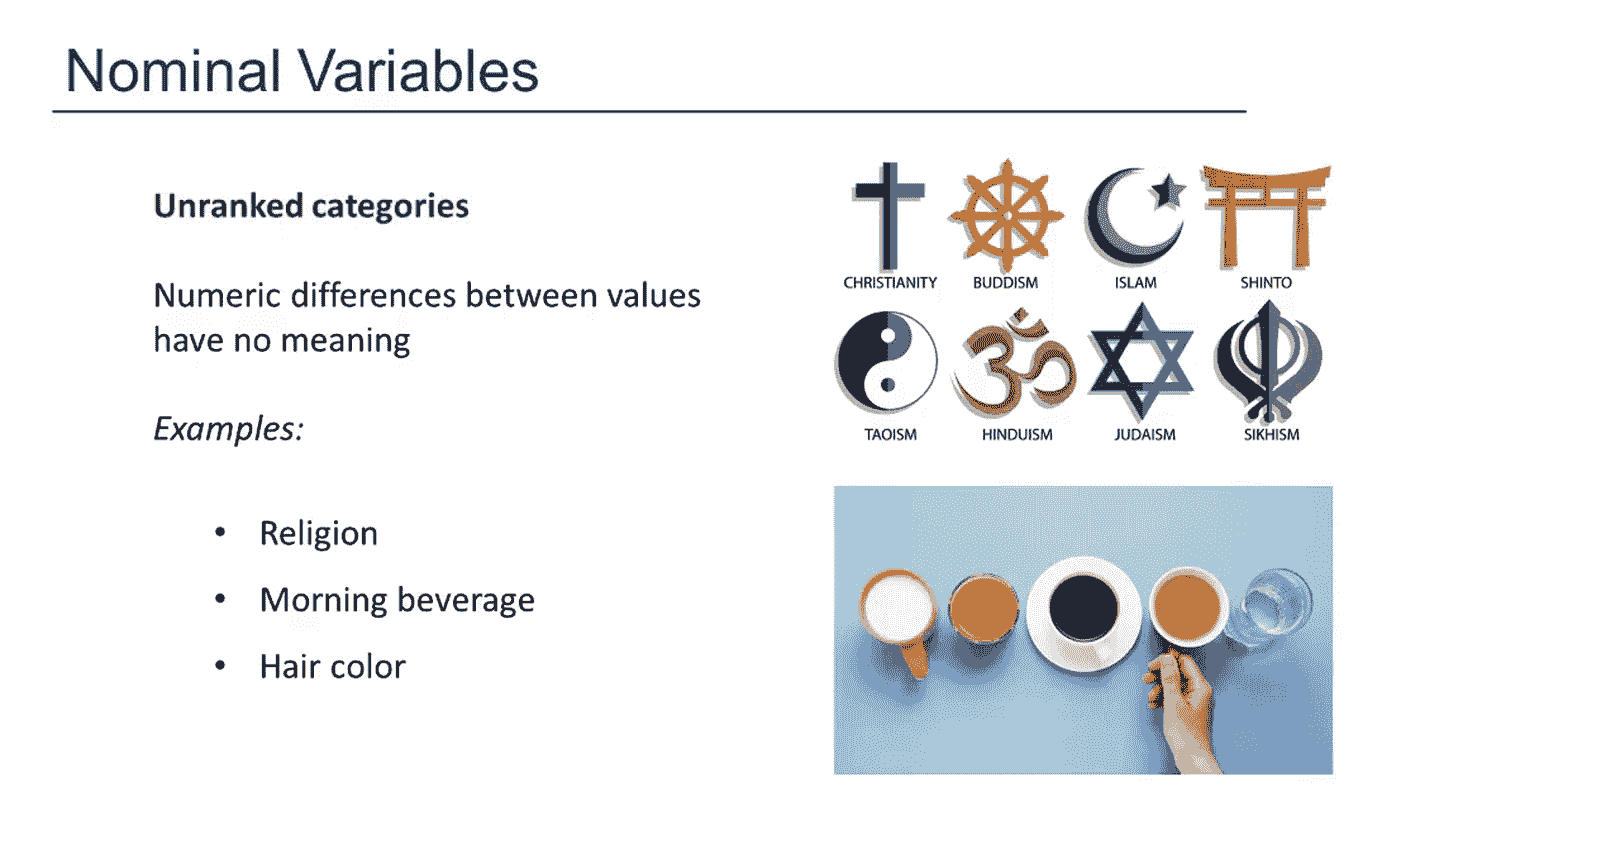 Nominal Variables
Unranked categories
Numeric differences between values
have no meaning
Examples:
• Religion
• Morning beverage
• Hair color
CHRISTIANITY BUDDISM ISLAM SHINTO
TAOISM HINDUISM JUDAISM SIKHISM